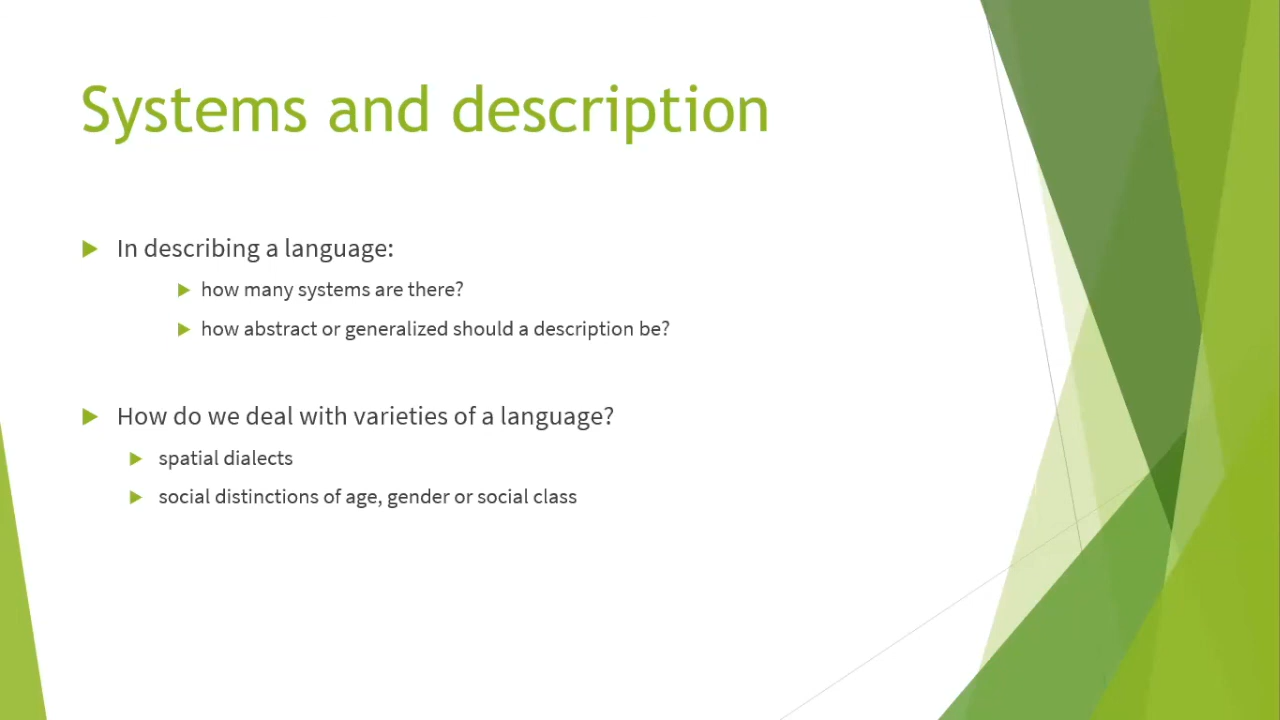 Systems and description
In describing a language:
how many systems are there?
how abstract or generalized should a description be?
How do we deal with varieties of a language?
spatial dialects
social distinctions of age, gender or social class